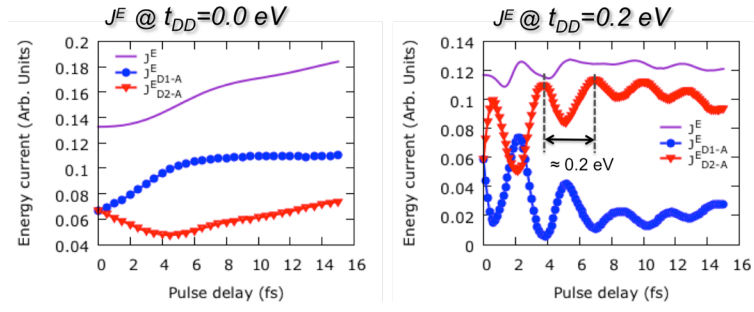 J^E @ t_DD=0.0 eV
Energy current (Arb. Units)
0.2
0.18
0.16
0.14
0.12
0.1
0.08
0.06
0.04
J^E
J^E_D1-A
J^E_D2-A
0 2 4 6 8 10 12 14 16
Pulse delay (fs)
J^E @ t_DD=0.2 eV
Energy current (Arb. Units)
0.14
0.12
0.1
0.08
0.06
0.04
0.02
0
J^E
J^E_D1-A
J^E_D2-A
≈ 0.2 eV
0 2 4 6 8 10 12 14 16
Pulse delay (fs)